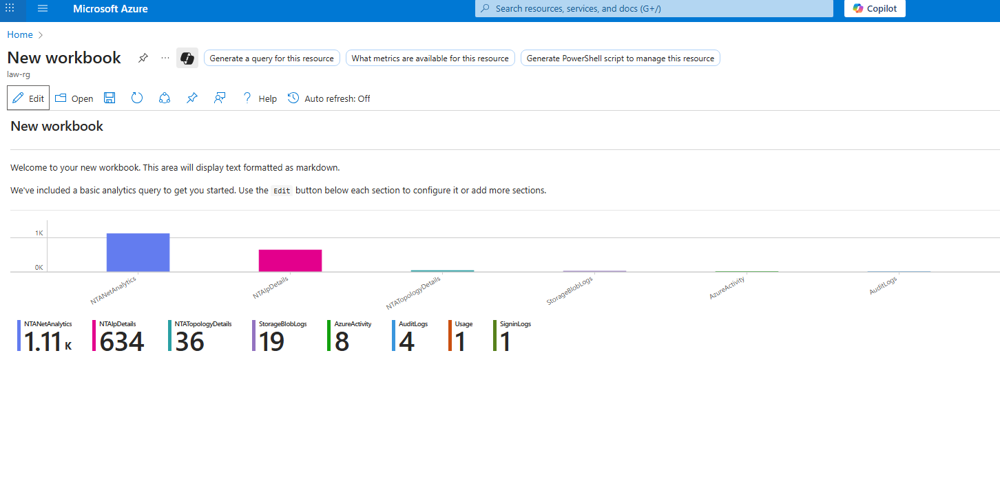 Microsoft Azure
Search resources, services, and docs (G+/)
Copilot
Home
New workbook
Generate a query for this resource
What metrics are available for this resource
Generate PowerShell script to manage this resource
law-rg
Edit
Open
Help
Auto refresh: Off
New workbook
Welcome to your new workbook. This area will display text formatted as markdown.
We've included a basic analytics query to get you started. Use the Edit button below each section to configure it or add more sections.
1K
0K
NTANetAnalytics
NTAIpDetails
NTATopologyDetails
StorageBlobLogs
AzureActivity
AuditLogs
NTANetAnalytics
1.11 K
NTAIpDetails
634
NTATopologyDetails
36
StorageBlobLogs
19
AzureActivity
8
AuditLogs
4
Usage
1
SigninLogs
1